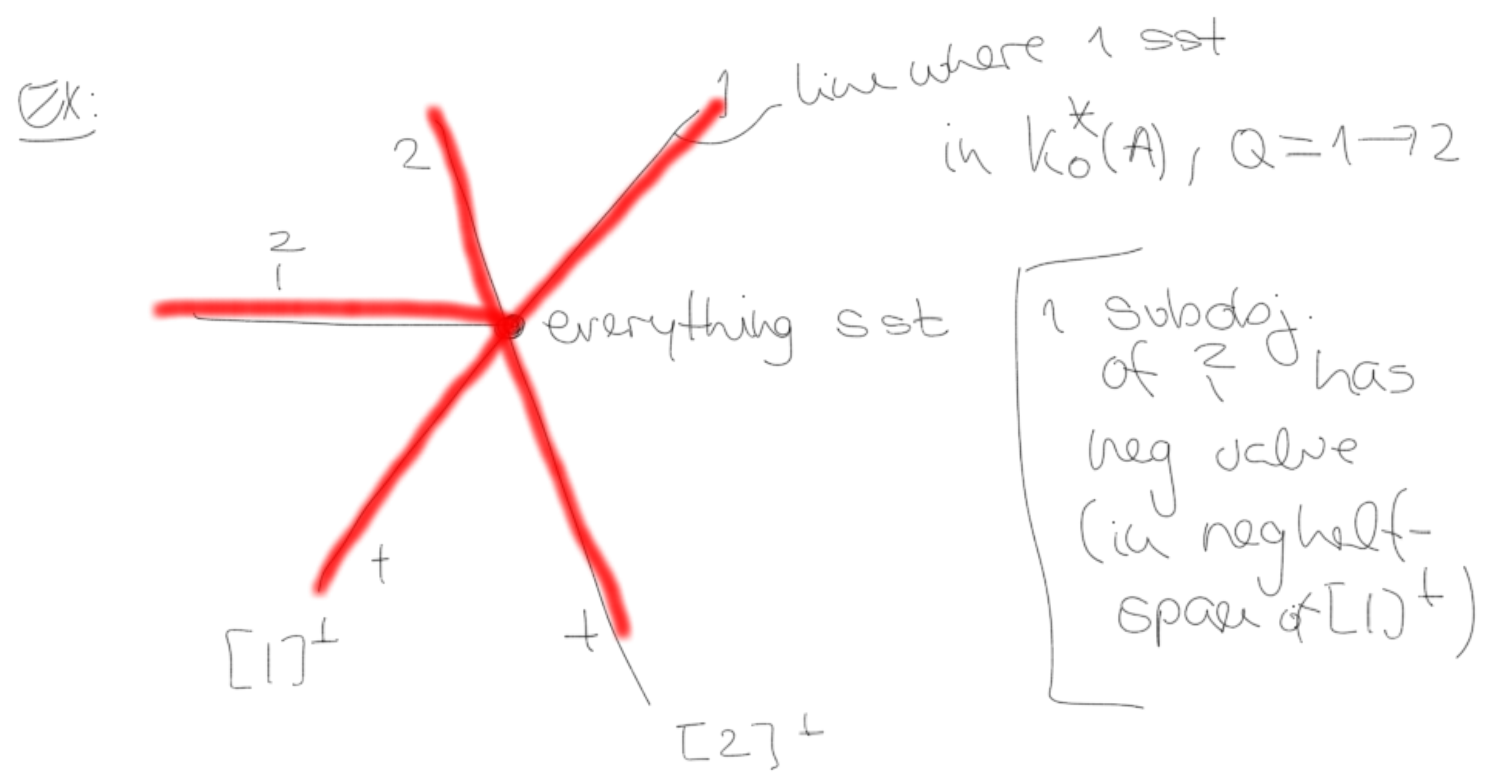 Ex:
1
line where 1 sst
in K₀*(A), Q = 1→2
2
2
1
everything sst
1 subobj.
of 2 has
1
neg value
(in neg half-
space of [1]⊥)
+
+
[1]⊥
[2]⊥